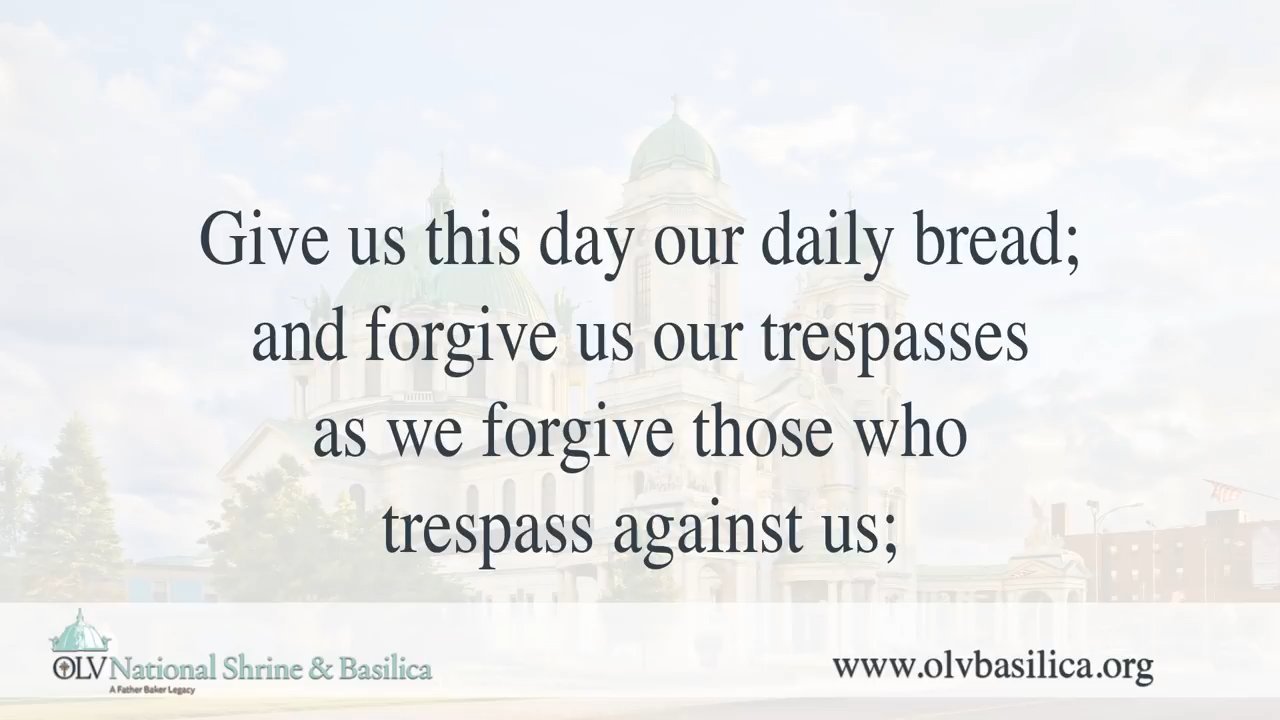 Give us this day our daily bread;
and forgive us our trespasses
as we forgive those who
trespass against us;
OLV National Shrine & Basilica
A Father Baker Legacy
www.olvbasilica.org